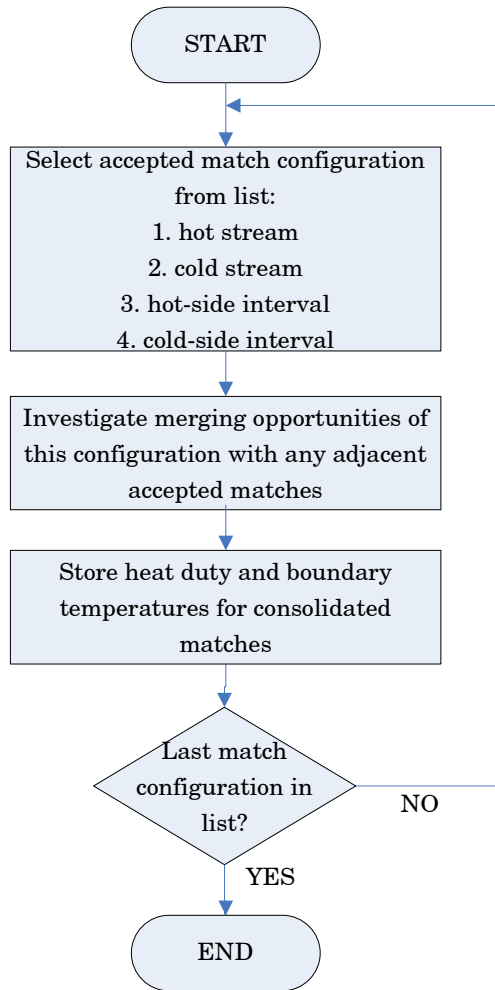 START
Select accepted match configuration
from list:
1. hot stream
2. cold stream
3. hot-side interval
4. cold-side interval
Investigate merging opportunities of
this configuration with any adjacent
accepted matches
Store heat duty and boundary
temperatures for consolidated
matches
Last match
configuration in
list?
NO
YES
END